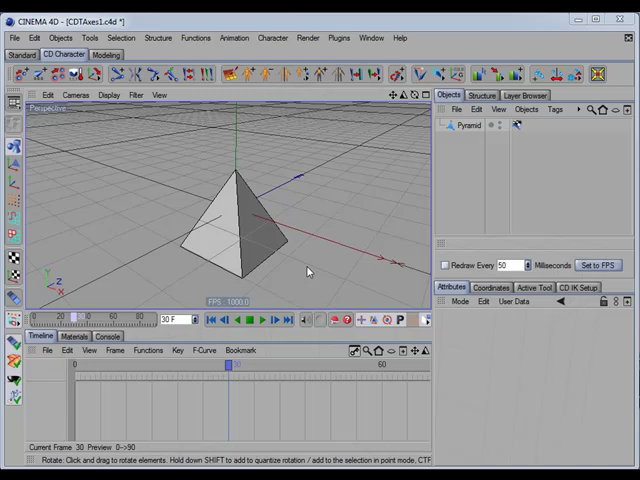 CINEMA 4D - [CDTAxes1.c4d *]
File Edit Tools Selection Structure Functions Animation Character Render Plugins Window Help
Standard CD Character Modeling
Edit Cameras Display Filter View
Perspective
Y
Z
X
FPS : 1000.0
Objects Structure Layer Browser
File Edit View Objects Tags
Pyramid
Redraw Every 50 Milliseconds Set to FPS
Attributes Coordinates Active Tool CD IK Setup
Mode Edit User Data
0 20 40 60 80 30 F
Timeline Materials Console
File Edit View Frame Functions Key F-Curve Bookmark
0 30 60
Current Frame 30 Preview 0-->90
Rotate: Click and drag to rotate elements. Hold down SHIFT to add to quantize rotation / add to the selection in point mode, CTF